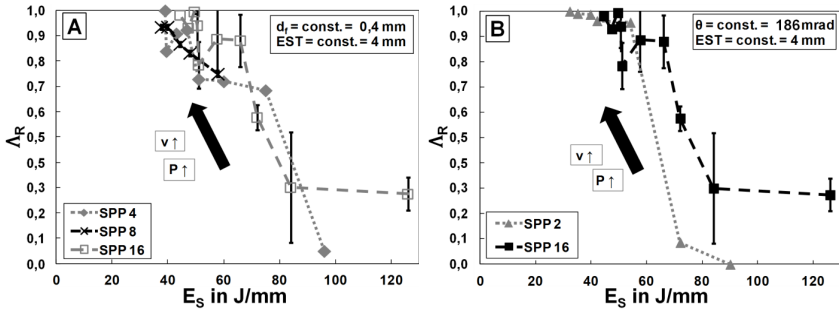 1,0
0,9
0,8
0,7
0,6
0,5
0,4
0,3
0,2
0,1
0,0
Λ_R
A
d_f = const. = 0,4 mm
EST = const. = 4 mm
v ↑
P ↑
SPP 4
SPP 8
SPP 16
0 20 40 60 80 100 120
E_S in J/mm
1,0
0,9
0,8
0,7
0,6
0,5
0,4
0,3
0,2
0,1
0,0
Λ_R
B
θ = const. = 186 mrad
EST = const. = 4 mm
v ↑
P ↑
SPP 2
SPP 16
0 20 40 60 80 100 120
E_S in J/mm